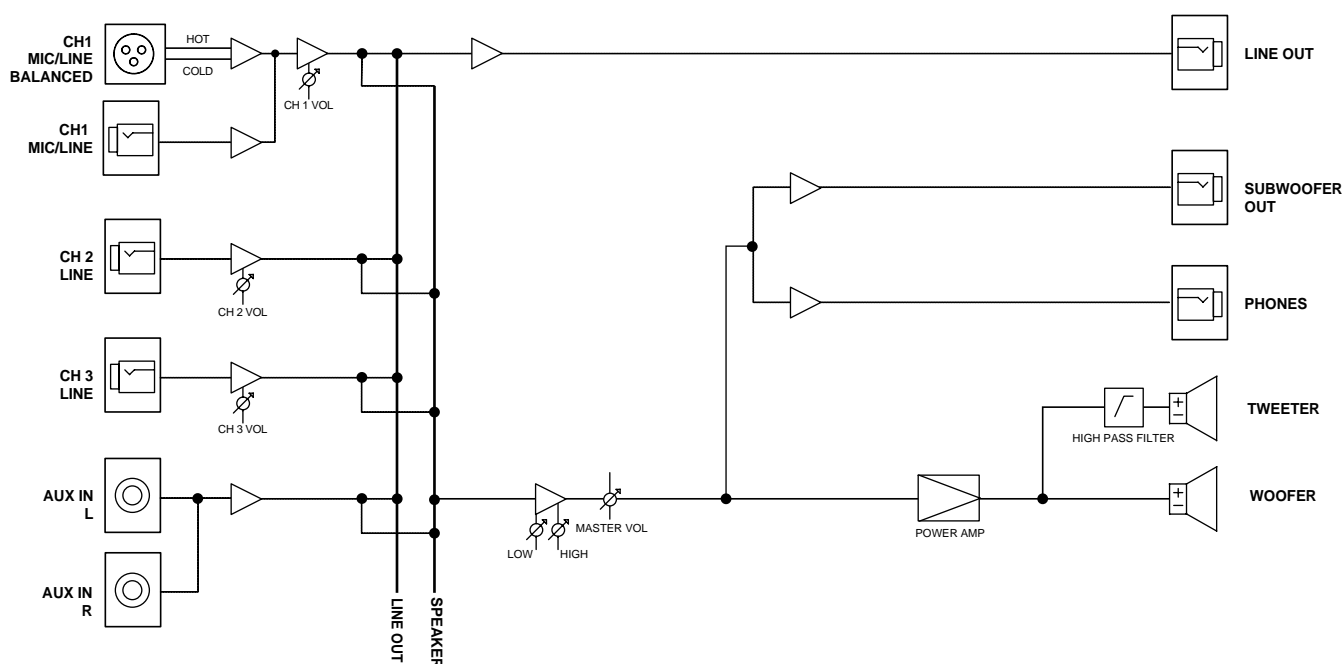 CH1
MIC/LINE
BALANCED
HOT
COLD
CH 1 VOL
LINE OUT
CH1
MIC/LINE
SUBWOOFER
OUT
CH 2
LINE
CH 2 VOL
PHONES
CH 3
LINE
CH 3 VOL
TWEETER
HIGH PASS FILTER
AUX IN
L
LOW
HIGH
MASTER VOL
POWER AMP
WOOFER
AUX IN
R
LINE OUT
SPEAKER